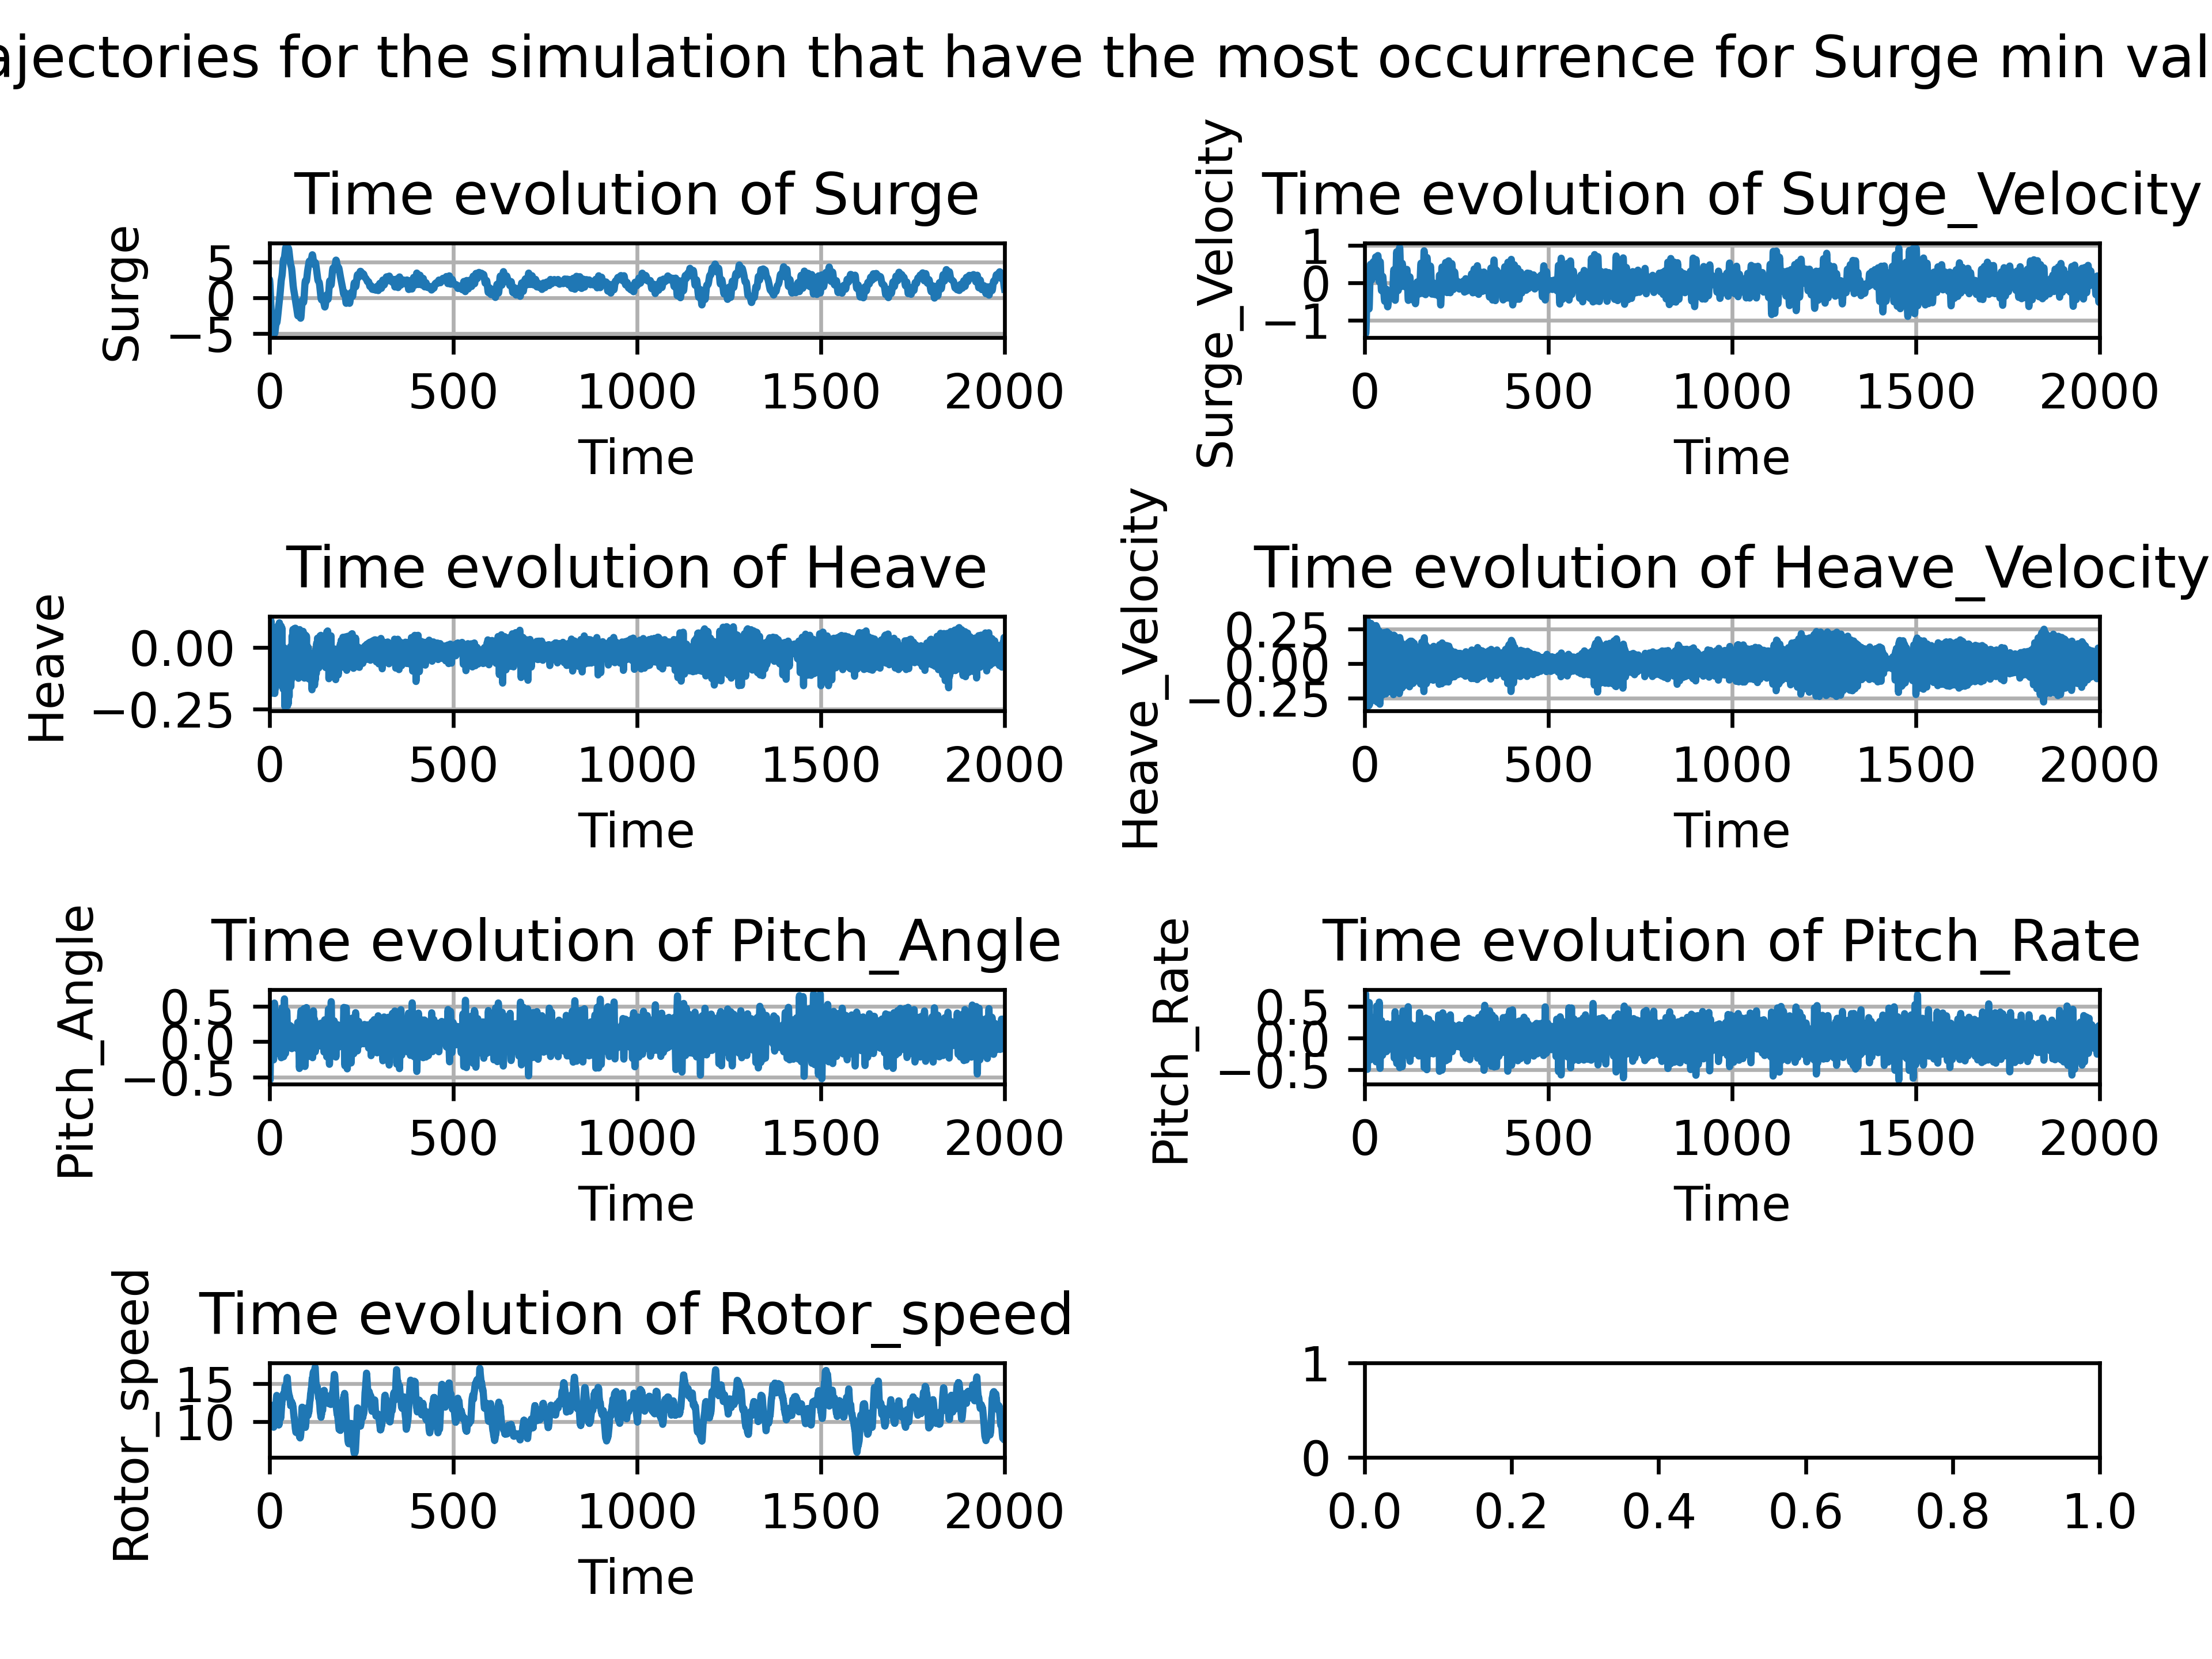 ajectories for the simulation that have the most occurrence for Surge min val
Time evolution of Surge
Surge
5
0
−5
0 500 1000 1500 2000
Time
Time evolution of Surge_Velocity
Surge_Velocity
1
0
−1
0 500 1000 1500 2000
Time
Time evolution of Heave
Heave
0.00
−0.25
0 500 1000 1500 2000
Time
Time evolution of Heave_Velocity
Heave_Velocity
0.25
0.00
−0.25
0 500 1000 1500 2000
Time
Time evolution of Pitch_Angle
Pitch_Angle
0.5
0.0
−0.5
0 500 1000 1500 2000
Time
Time evolution of Pitch_Rate
Pitch_Rate
0.5
0.0
−0.5
0 500 1000 1500 2000
Time
Time evolution of Rotor_speed
Rotor_speed
15
10
0 500 1000 1500 2000
Time
1
0
0.0 0.2 0.4 0.6 0.8 1.0